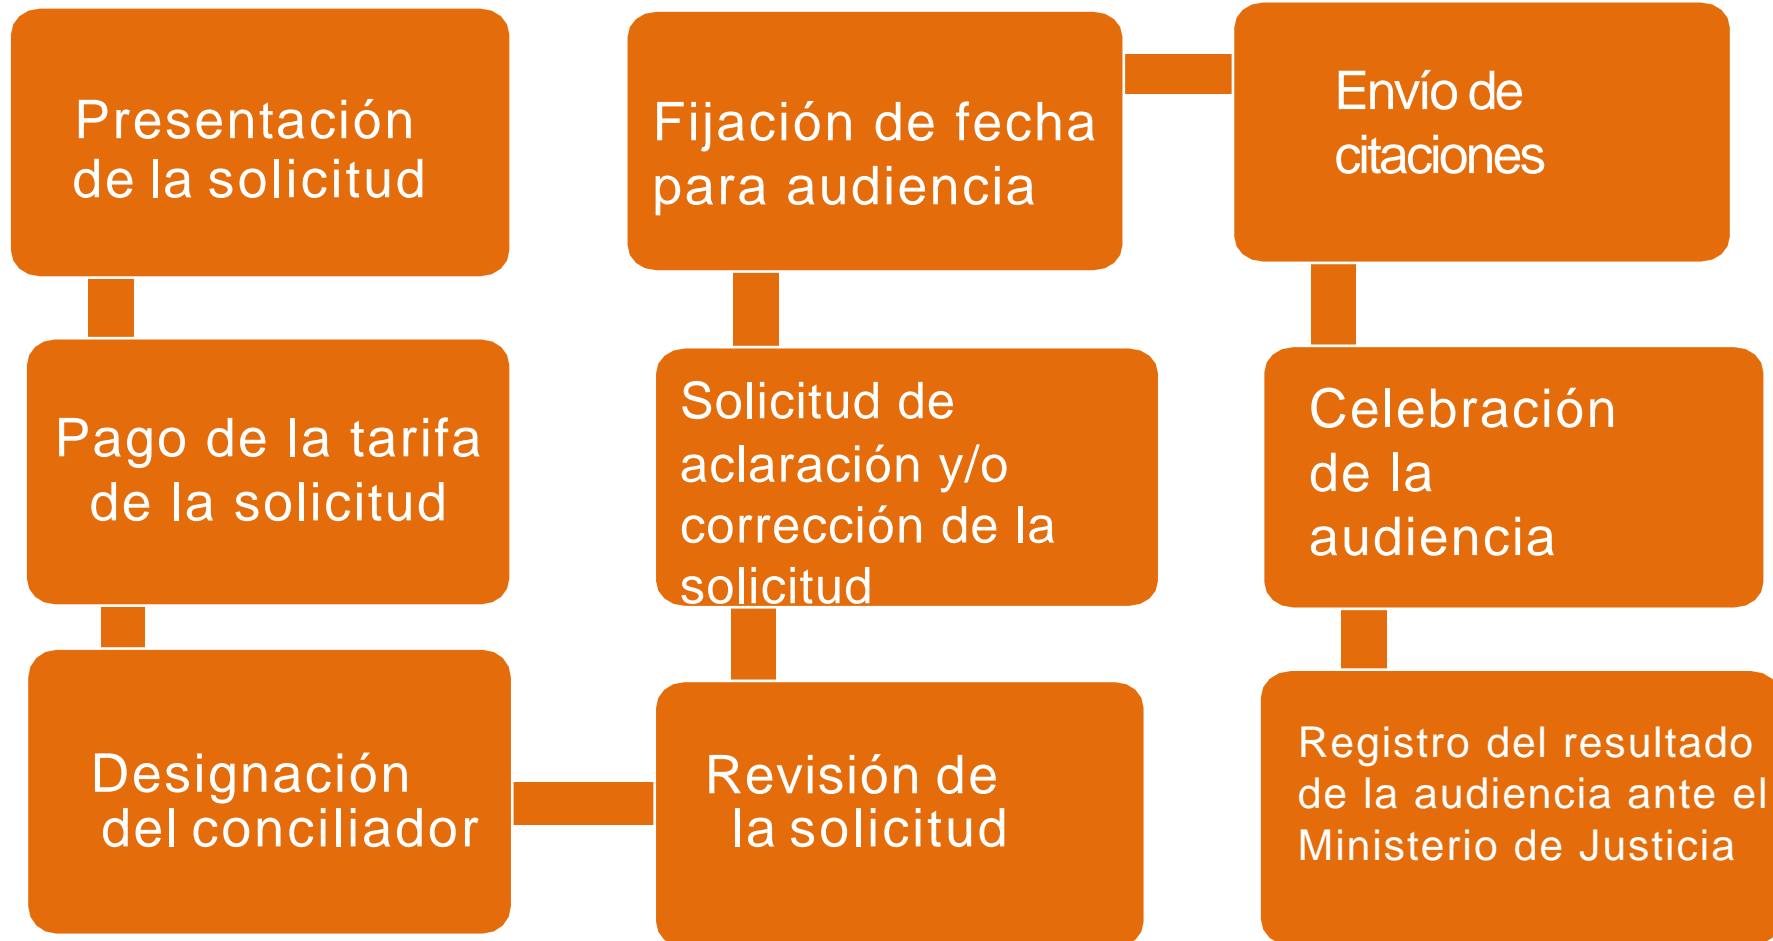 Presentación
de la solicitud
Pago de la tarifa
de la solicitud
Designación
del conciliador
Revisión de
la solicitud
Solicitud de
aclaración y/o
corrección de la
solicitud
Fijación de fecha
para audiencia
Envío de
citaciones
Celebración
de la
audiencia
Registro del resultado
de la audiencia ante el
Ministerio de Justicia